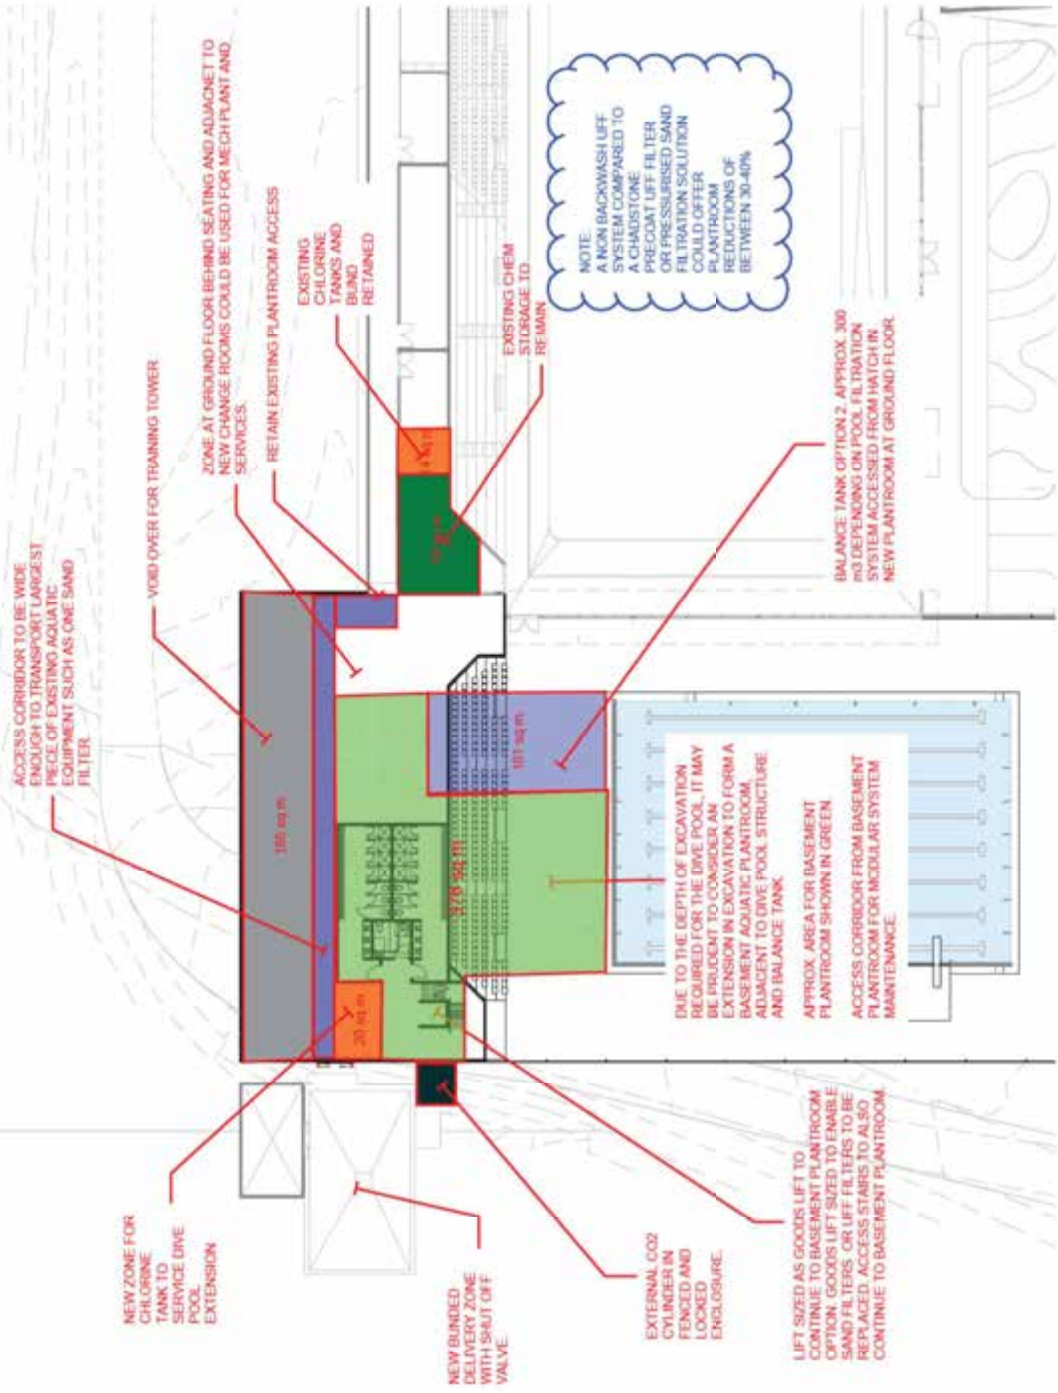 ACCESS CORRIDOR TO BE WIDE
ENOUGH TO TRANSPORT LARGEST
PIECE OF EXISTING AQUATIC
EQUIPMENT SUCH AS ONE SAND
FILTER.
VOID OVER FOR TRAINING TOWER
ZONE AT GROUND FLOOR BEHIND SEATING AND ADJACNET TO
NEW CHANGE ROOMS COULD BE USED FOR MECH PLANT AND
SERVICES.
RETAIN EXISTING PLANTROOM ACCESS
EXISTING
CHLORINE
TANKS AND
BUND
RETAINED
EXISTING CHEM
STORAGE TO
REMAIN
NOTE:
A NON BACKWASH UFF
SYSTEM COMPARED TO
A CHADSTONE
PRECOAT UFF FILTER
OR PRESSURISED SAND
FILTRATION SOLUTION
COULD OFFER
PLANTROOM
REDUCTIONS OF
BETWEEN 30-40%
BALANCE TANK OPTION 2. APPROX. 300
m3 DEPENDING ON POOL FILTRATION
SYSTEM ACCESSED FROM HATCH IN
NEW PLANTROOM AT GROUND FLOOR.
186 sq m
20 sq m
sq m
101 sq m
DUE TO THE DEPTH OF EXCAVATION
REQUIRED FOR THE DIVE POOL, IT MAY
BE PRUDENT TO CONSIDER AN
EXTENSION IN EXCAVATION TO FORM A
BASEMENT AQUATIC PLANTROOM,
ADJACENT TO DIVE POOL STRUCTURE
AND BALANCE TANK.
APPROX. AREA FOR BASEMENT
PLANTROOM SHOWN IN GREEN.
ACCESS CORRIDOR FROM BASEMENT
PLANTROOM FOR MODULAR SYSTEM
MAINTENANCE.
NEW ZONE FOR
CHLORINE
TANK TO
SERVICE DIVE
POOL
EXTENSION
NEW BUNDED
DELIVERY ZONE
WITH SHUT OFF
VALVE.
EXTERNAL CO2
CYLINDER IN
FENCED AND
LOCKED
ENCLOSURE.
LIFT SIZED AS GOODS LIFT TO
CONTINUE TO BASEMENT PLANTROOM
OPTION. GOODS LIFT SIZED TO ENABLE
SAND FILTERS OR UFF FILTERS TO BE
REPLACED. ACCESS STAIRS TO ALSO
CONTINUE TO BASEMENT PLANTROOM.